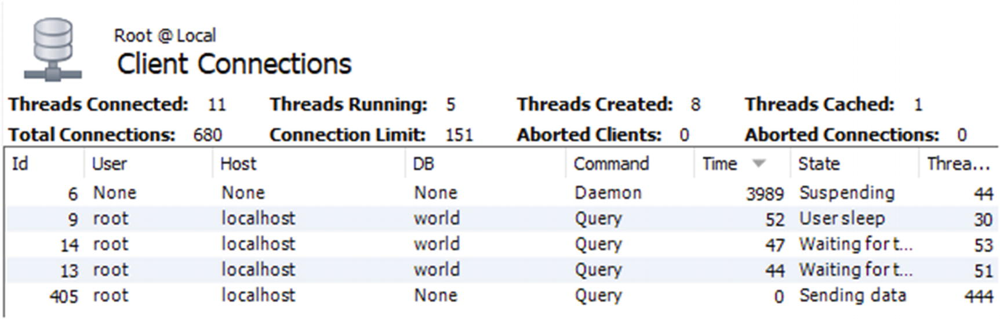 Root @ Local
Client Connections
Threads Connected: 11 Threads Running: 5 Threads Created: 8 Threads Cached: 1
Total Connections: 680 Connection Limit: 151 Aborted Clients: 0 Aborted Connections: 0
Id User Host DB Command Time State Threa...
6 None None None Daemon 3989 Suspending 44
9 root localhost world Query 52 User sleep 30
14 root localhost world Query 47 Waiting for t... 53
13 root localhost world Query 44 Waiting for t... 51
405 root localhost None Query 0 Sending data 444